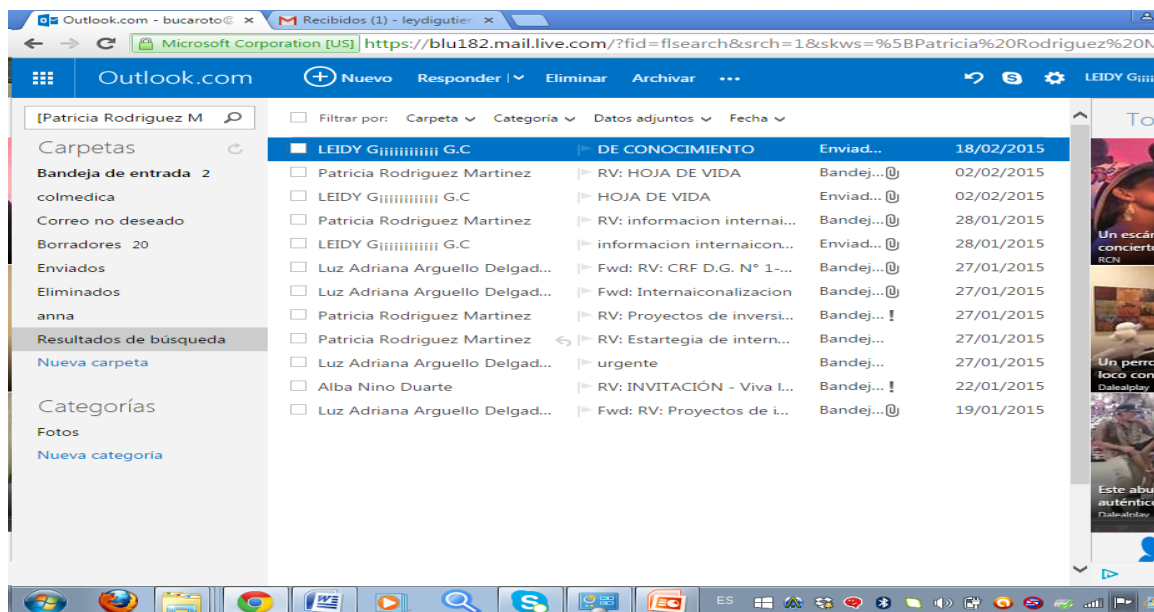 Outlook.com - bucaroto@ × Recibidos (1) - leydigutier ×
Microsoft Corporation [US] https://blu182.mail.live.com/?fid=flsearch&srch=1&skws=%5BPatricia%20Rodriguez%20M
Outlook.com Nuevo Responder Eliminar Archivar ••• LEIDY G¡¡¡¡
[Patricia Rodriguez M
Filtrar por: Carpeta Categoría Datos adjuntos Fecha
To
Carpetas
Bandeja de entrada 2
colmedica
Correo no deseado
Borradores 20
Enviados
Eliminados
anna
Resultados de búsqueda
Nueva carpeta
Categorías
Fotos
Nueva categoría
LEIDY G¡¡¡¡¡¡¡¡¡¡¡ G.C DE CONOCIMIENTO Enviad... 18/02/2015
Patricia Rodriguez Martinez RV: HOJA DE VIDA Bandej... 02/02/2015
LEIDY G¡¡¡¡¡¡¡¡¡¡¡ G.C HOJA DE VIDA Enviad... 02/02/2015
Patricia Rodriguez Martinez RV: informacion internai... Bandej... 28/01/2015
LEIDY G¡¡¡¡¡¡¡¡¡¡¡ G.C informacion internaicon... Enviad... 28/01/2015
Luz Adriana Arguello Delgad... Fwd: RV: CRF D.G. N° 1-... Bandej... 27/01/2015
Luz Adriana Arguello Delgad... Fwd: Internaiconalizacion Bandej... 27/01/2015
Patricia Rodriguez Martinez RV: Proyectos de inversi... Bandej... ! 27/01/2015
Patricia Rodriguez Martinez RV: Estartegia de intern... Bandej... 27/01/2015
Luz Adriana Arguello Delgad... urgente Bandej... 27/01/2015
Alba Nino Duarte RV: INVITACIÓN - Viva l... Bandej... ! 22/01/2015
Luz Adriana Arguello Delgad... Fwd: RV: Proyectos de i... Bandej... 19/01/2015
Un escán
concierto
RCN
Un perro
loco con
Dalealplay
Este abu
auténtico
Dalealplay
ES